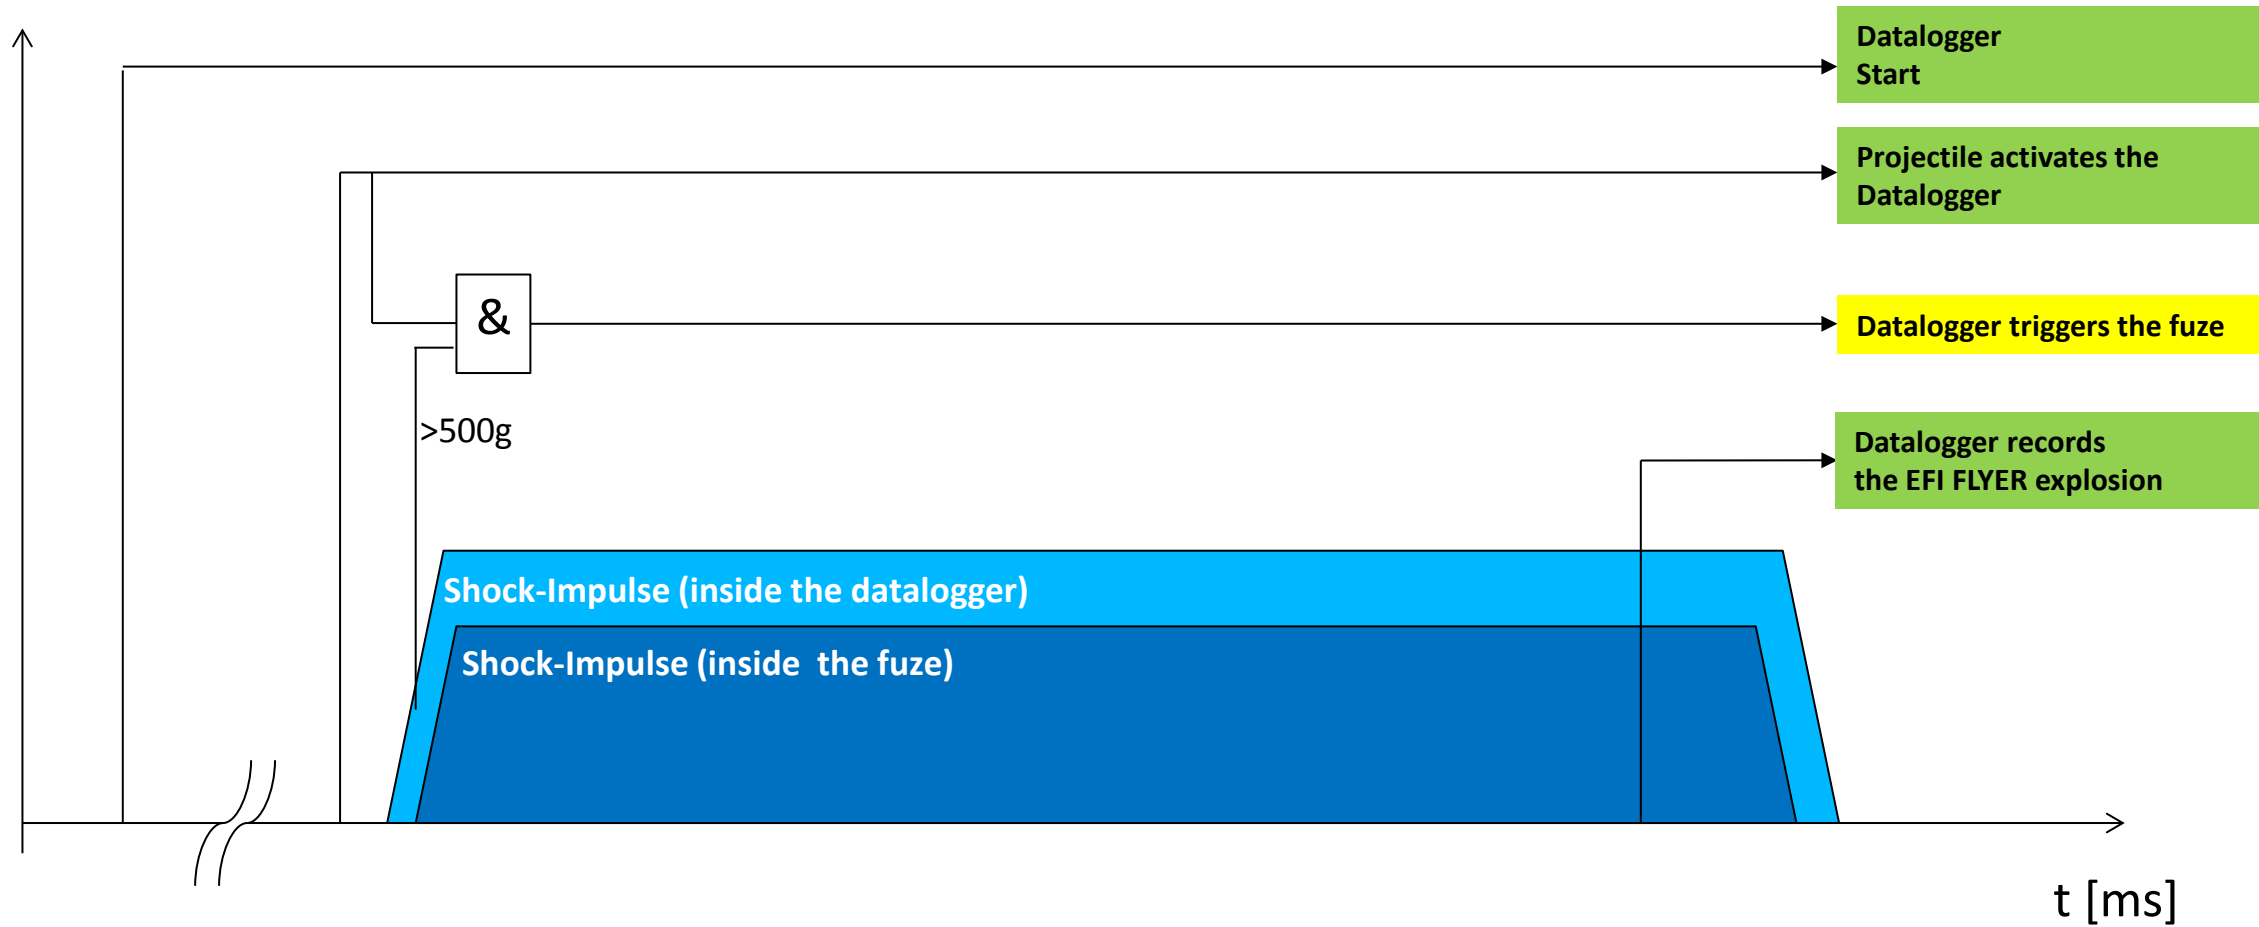 Datalogger
Start
Projectile activates the
Datalogger
&
Datalogger triggers the fuze
>500g
Datalogger records
the EFI FLYER explosion
Shock-Impulse (inside the datalogger)
Shock-Impulse (inside  the fuze)
t [ms]